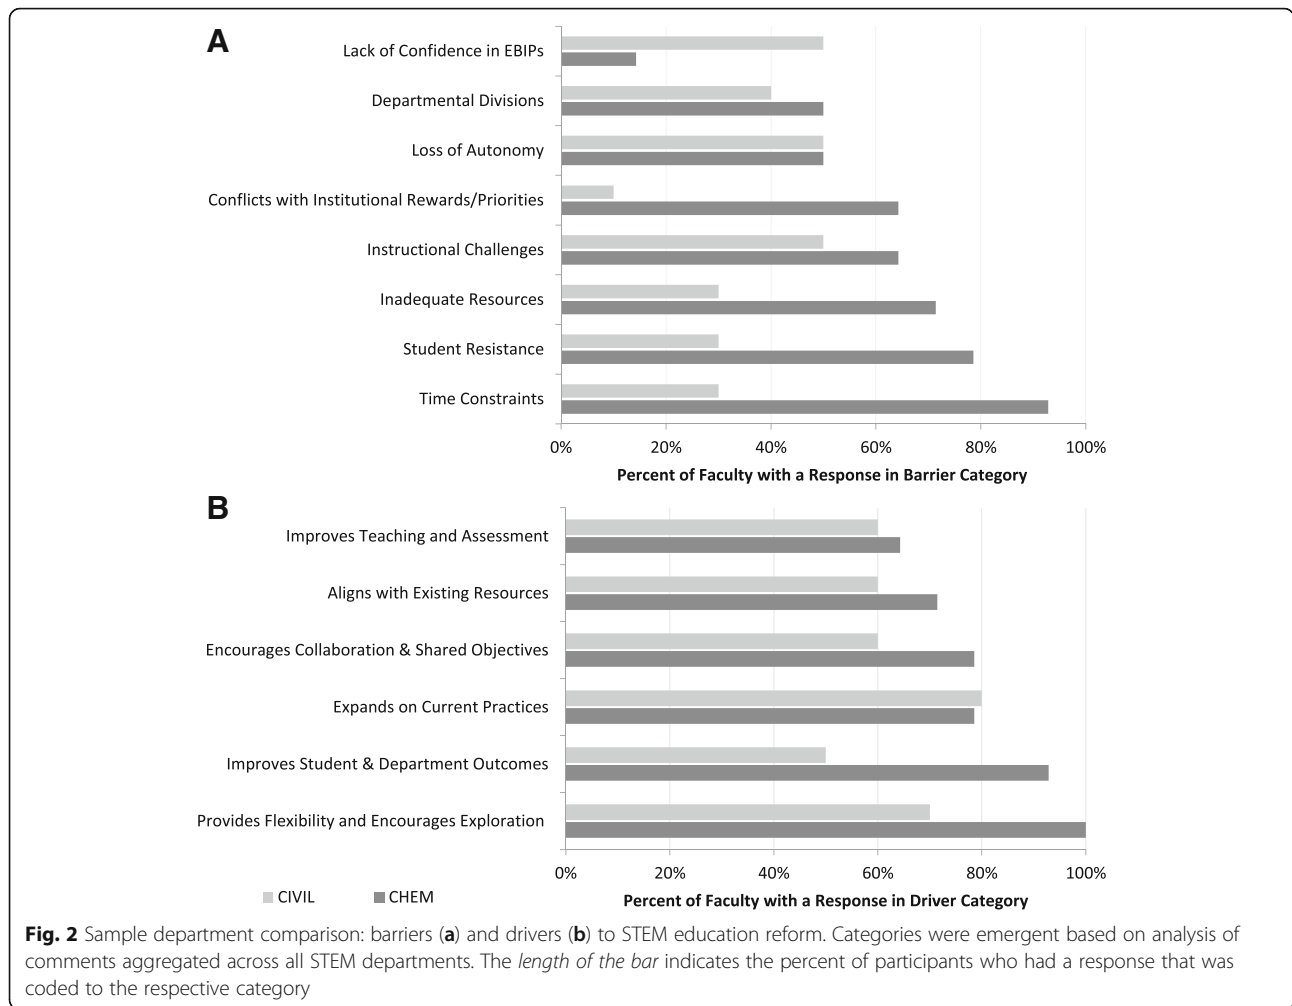 A
Lack of Confidence in EBIPs
Departmental Divisions
Loss of Autonomy
Conflicts with Institutional Rewards/Priorities
Instructional Challenges
Inadequate Resources
Student Resistance
Time Constraints
0% 20% 40% 60% 80% 100%
Percent of Faculty with a Response in Barrier Category
B
Improves Teaching and Assessment
Aligns with Existing Resources
Encourages Collaboration & Shared Objectives
Expands on Current Practices
Improves Student & Department Outcomes
Provides Flexibility and Encourages Exploration
0% 20% 40% 60% 80% 100%
CIVIL CHEM
Percent of Faculty with a Response in Driver Category
Fig. 2 Sample department comparison: barriers (a) and drivers (b) to STEM education reform. Categories were emergent based on analysis of
comments aggregated across all STEM departments. The length of the bar indicates the percent of participants who had a response that was
coded to the respective category